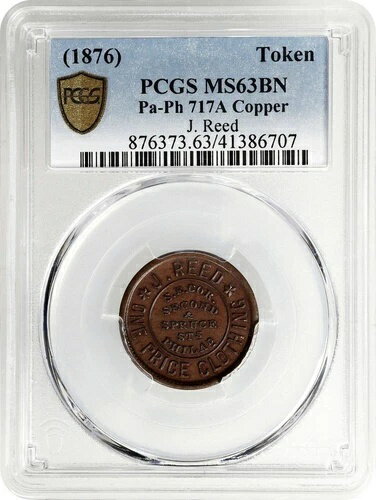 (1876) Token
PCGS MS63BN
Pa-Ph 717A Copper
J. Reed
876373.63/41386707
PCGS
★ J. REED ★
ONE PRICE CLOTHING
S.E.COR.
SECOND
&
SPRUCE
STS
PHILAD